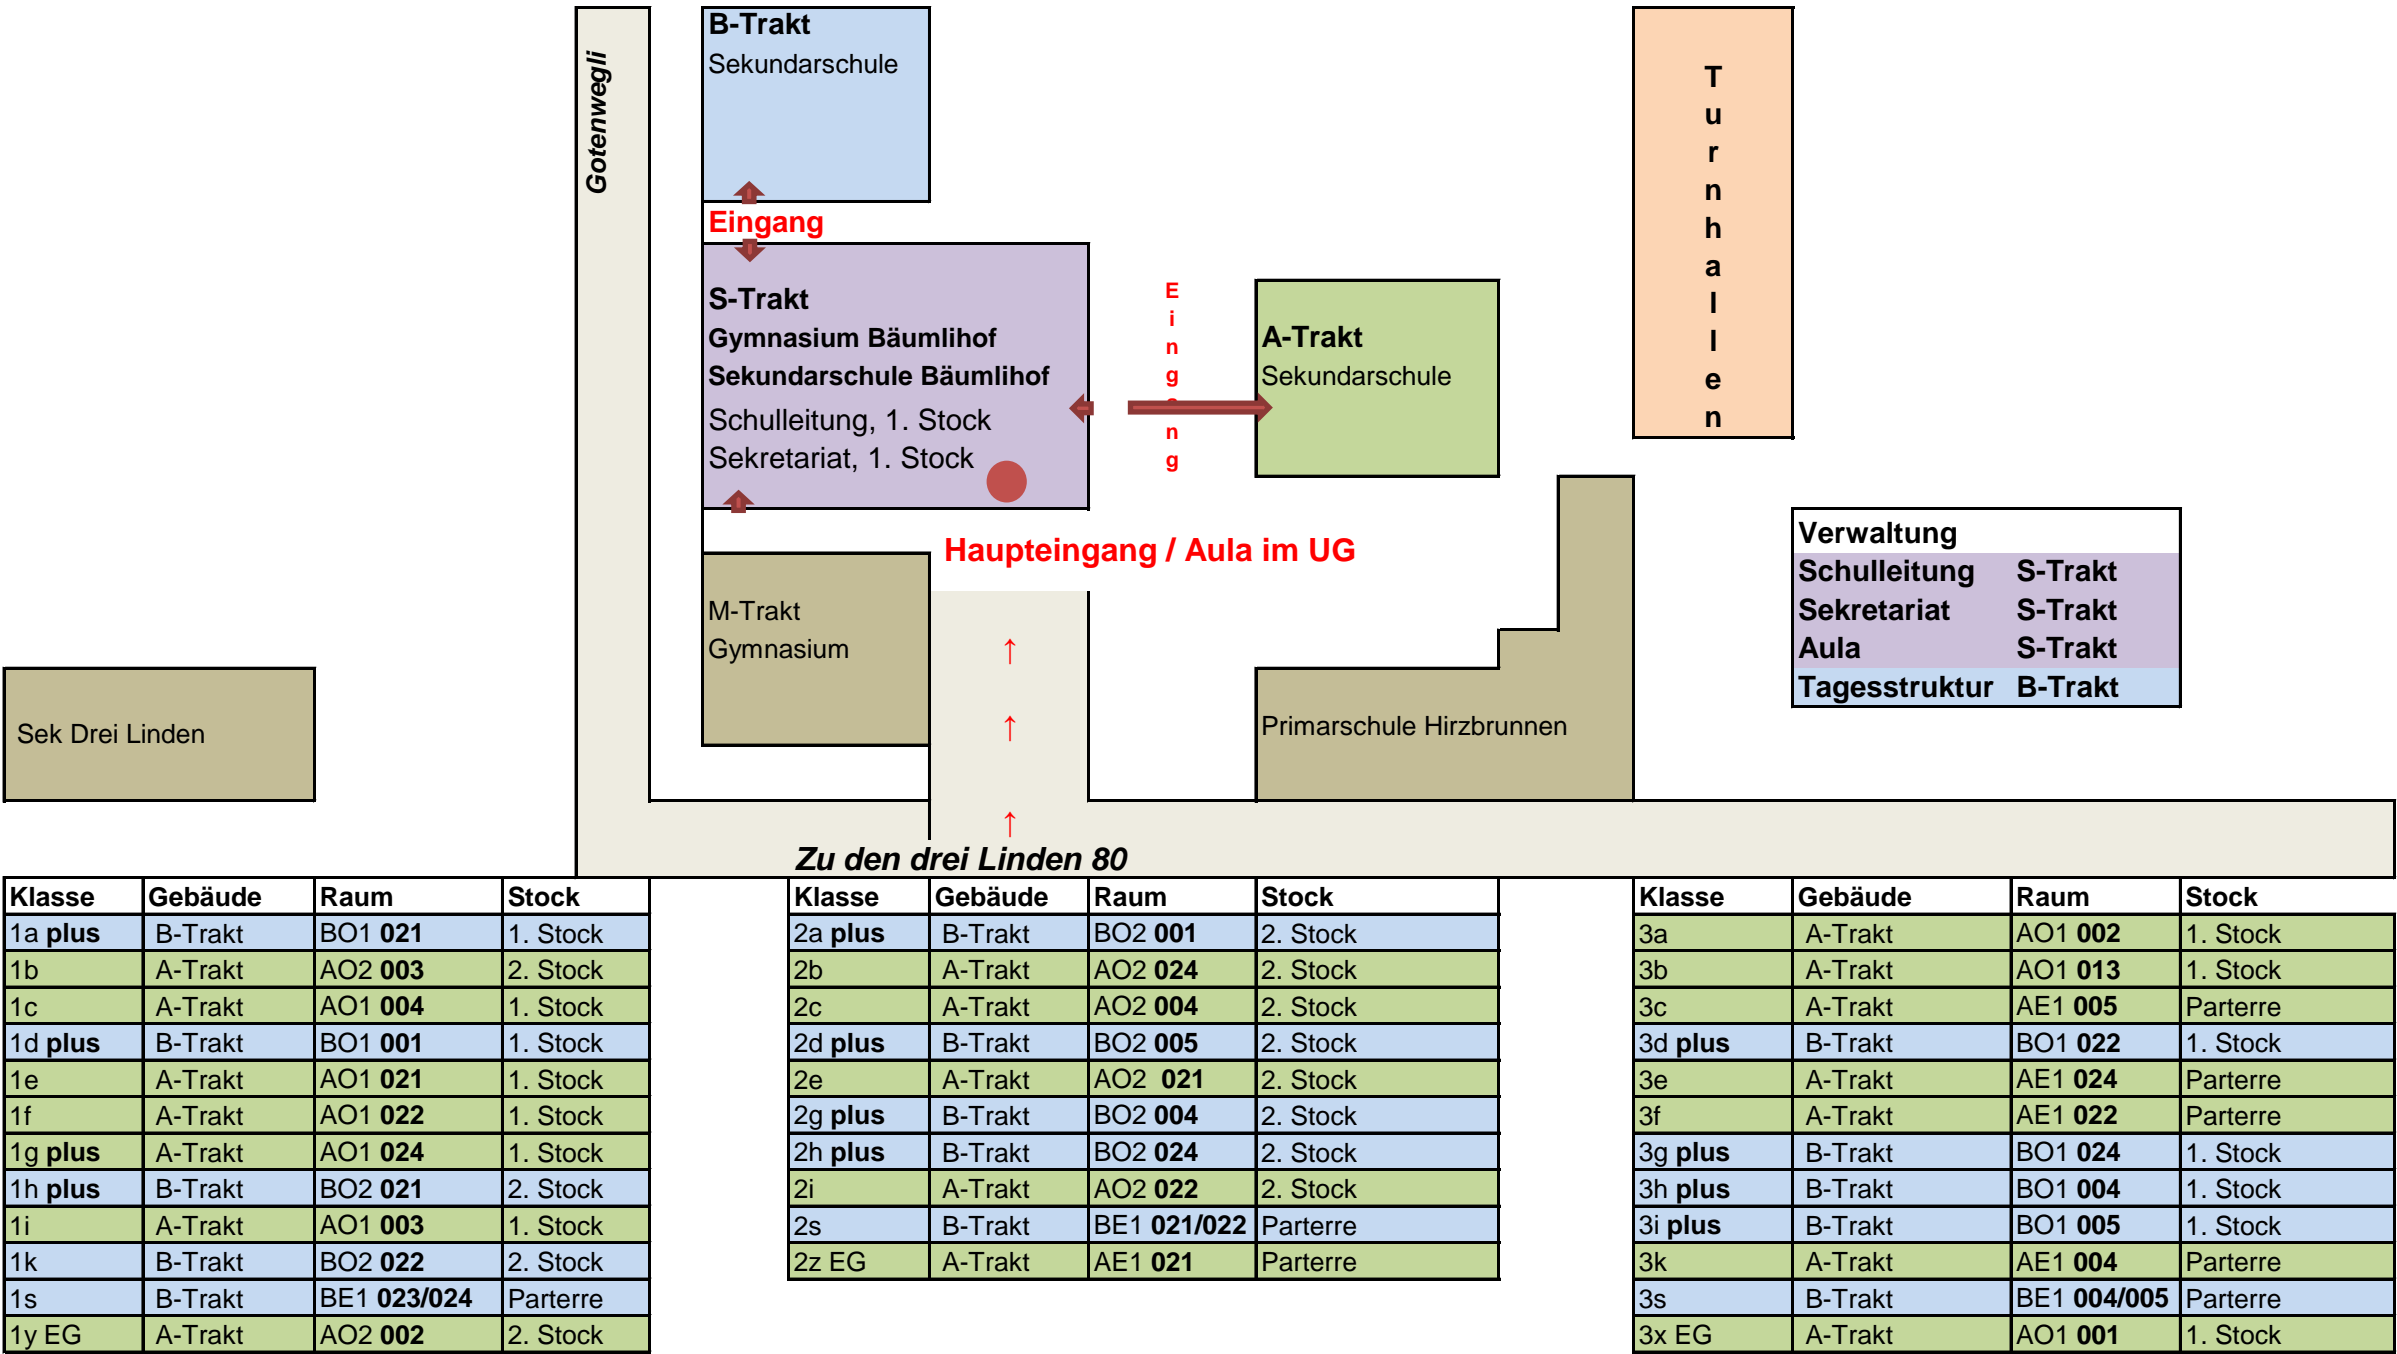 Gotenwegli
B-Trakt
Sekundarschule
Eingang
S-Trakt
Gymnasium Bäumlihof
Sekundarschule Bäumlihof
Schulleitung, 1. Stock
Sekretariat, 1. Stock
Eingang
A-Trakt
Sekundarschule
Turnhallen
Haupteingang / Aula im UG
M-Trakt
Gymnasium
↑
↑
↑
Sek Drei Linden
Primarschule Hirzbrunnen
Verwaltung
Schulleitung S-Trakt
Sekretariat S-Trakt
Aula S-Trakt
Tagesstruktur B-Trakt
Zu den drei Linden 80
Klasse Gebäude Raum Stock
1a plus B-Trakt BO1 021 1. Stock
1b A-Trakt AO2 003 2. Stock
1c A-Trakt AO1 004 1. Stock
1d plus B-Trakt BO1 001 1. Stock
1e A-Trakt AO1 021 1. Stock
1f A-Trakt AO1 022 1. Stock
1g plus A-Trakt AO1 024 1. Stock
1h plus B-Trakt BO2 021 2. Stock
1i A-Trakt AO1 003 1. Stock
1k B-Trakt BO2 022 2. Stock
1s B-Trakt BE1 023/024 Parterre
1y EG A-Trakt AO2 002 2. Stock
Klasse Gebäude Raum Stock
2a plus B-Trakt BO2 001 2. Stock
2b A-Trakt AO2 024 2. Stock
2c A-Trakt AO2 004 2. Stock
2d plus B-Trakt BO2 005 2. Stock
2e A-Trakt AO2 021 2. Stock
2g plus B-Trakt BO2 004 2. Stock
2h plus B-Trakt BO2 024 2. Stock
2i A-Trakt AO2 022 2. Stock
2s B-Trakt BE1 021/022 Parterre
2z EG A-Trakt AE1 021 Parterre
Klasse Gebäude Raum Stock
3a A-Trakt AO1 002 1. Stock
3b A-Trakt AO1 013 1. Stock
3c A-Trakt AE1 005 Parterre
3d plus B-Trakt BO1 022 1. Stock
3e A-Trakt AE1 024 Parterre
3f A-Trakt AE1 022 Parterre
3g plus B-Trakt BO1 024 1. Stock
3h plus B-Trakt BO1 004 1. Stock
3i plus B-Trakt BO1 005 1. Stock
3k A-Trakt AE1 004 Parterre
3s B-Trakt BE1 004/005 Parterre
3x EG A-Trakt AO1 001 1. Stock